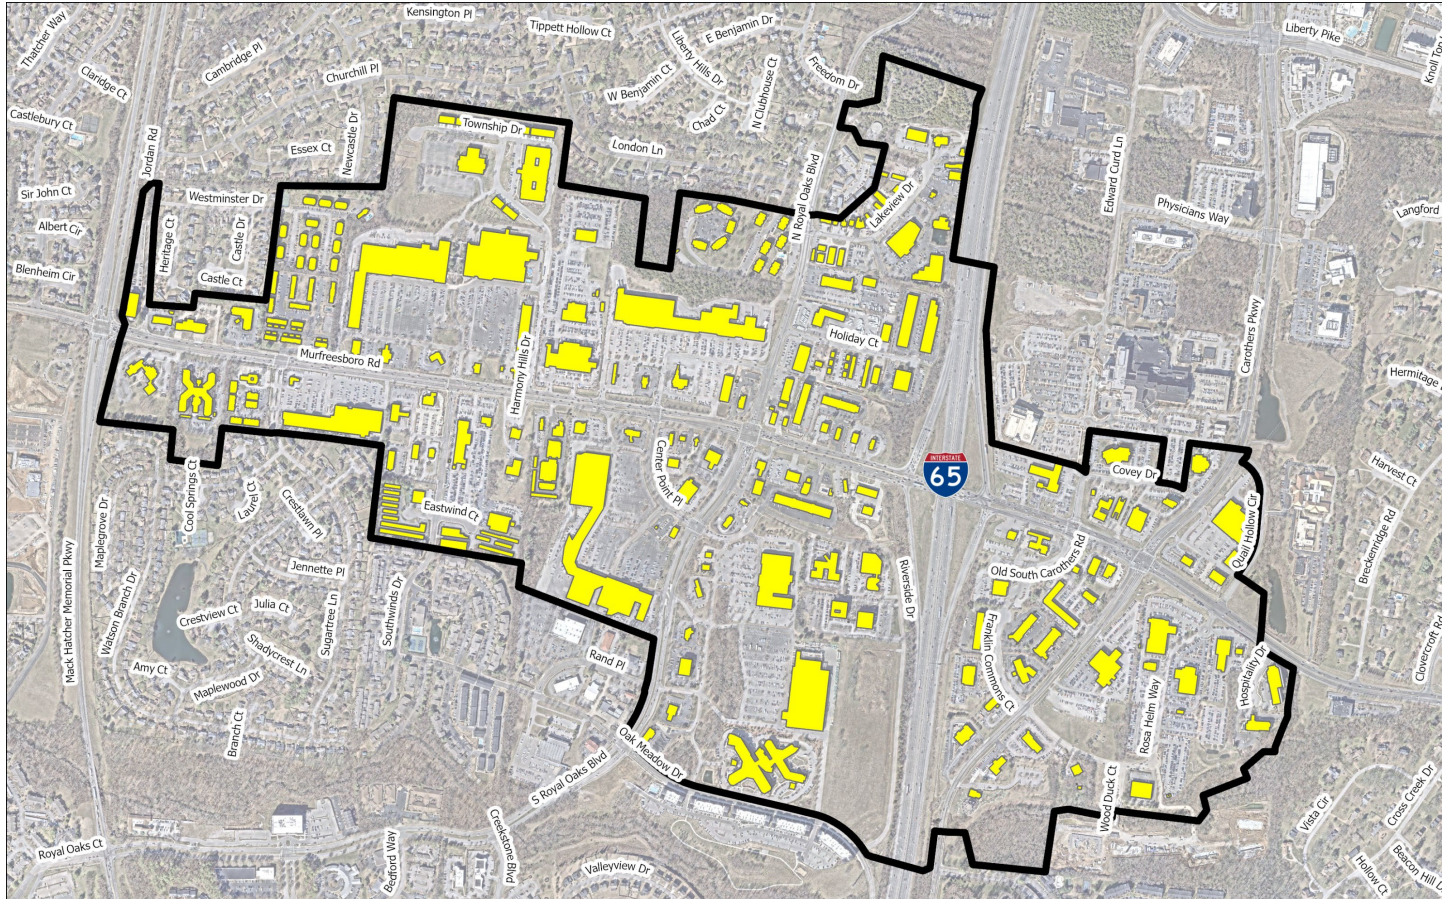 Thatcher Way
Kensington Pl
Tippett Hollow Ct
E Benjamin Dr
Liberty Hills Dr
Liberty Pike
Cambridge Pl
Claridge Ct
Churchill Pl
W Benjamin Ct
Freedom Dr
N Clubhouse Ct
Chad Ct
Castlebury Ct
Jordan Rd
Newcastle Dr
Township Dr
Essex Ct
London Ln
Edward Curd Ln
Sir John Ct
Westminster Dr
N Royal Oaks Blvd
Lakeview Dr
Physicians Way
Langford
Albert Cir
Heritage Ct
Castle Dr
Blenheim Cir
Castle Ct
Carothers Pkwy
Murfreesboro Rd
Harmony Hills Dr
Holiday Ct
Hermitage
Center Point Pl
INTERSTATE
65
Covey Dr
Harvest Ct
Cool Springs Ct
Laurel Ct
Crestlawn Pl
Eastwind Ct
Quail Hollow Cir
Breckenridge Rd
Maplegrove Dr
Mack Hatcher Memorial Pkwy
Watson Branch Dr
Jennette Pl
Old South Carothers Rd
Riverside Dr
Crestview Ct
Julia Ct
Sugartree Ln
Southwinds Dr
Franklin Commons Ct
Clovercroft Rd
Shadycrest Ln
Amy Ct
Maplewood Dr
Rand Pl
Hospitality Dr
Rosa Helm Way
Branch Ct
Oak Meadow Dr
S Royal Oaks Blvd
Wood Duck Ct
Vista Cir
Cross Creek Dr
Royal Oaks Ct
Bedford Way
Creekstone Blvd
Valleyview Dr
Hollow Ct
Beacon Hill